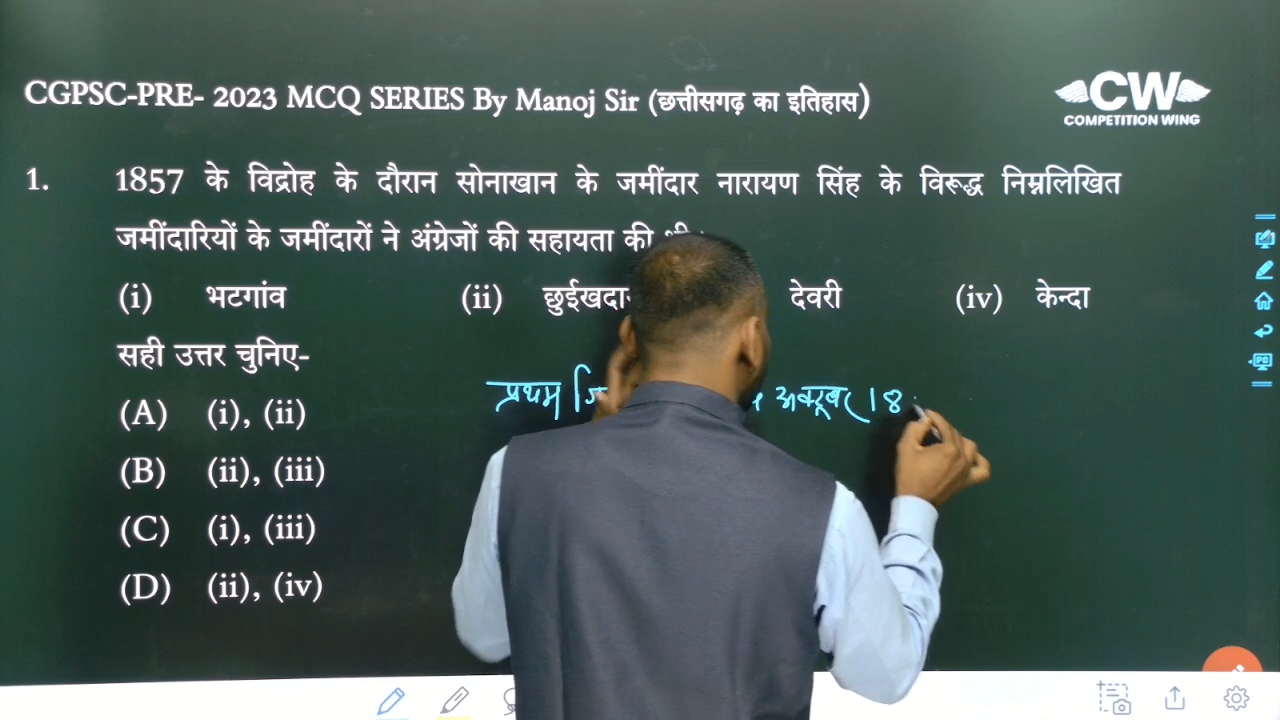 CGPSC-PRE- 2023 MCQ SERIES By Manoj Sir (छत्तीसगढ़ का इतिहास)
CW
COMPETITION WING
1. 1857 के विद्रोह के दौरान सोनाखान के जमींदार नारायण सिंह के विरूद्ध निम्नलिखित
जमींदारियों के जमींदारों ने अंग्रेजों की सहायता की
(i) भटगांव (ii) देवरी (iv) केन्दा
सही उत्तर चुनिए-
प्रथम अक्टूबर 18
(A) (i), (ii)
(B) (ii), (iii)
(C) (i), (iii)
(D) (ii), (iv)